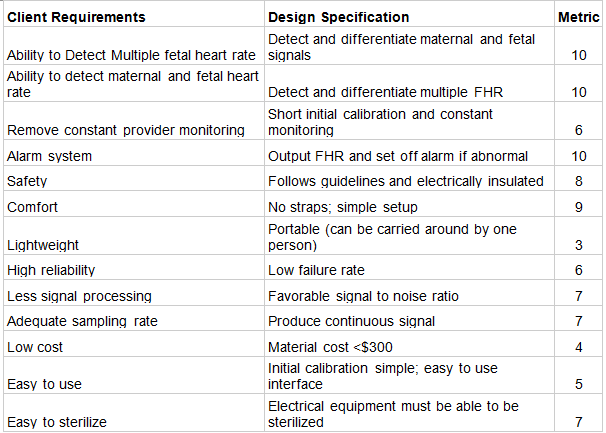 Client Requirements Design Specification Metric
Detect and differentiate maternal and fetal
Ability to Detect Multiple fetal heart rate signals 10
Ability to detect maternal and fetal heart
rate Detect and differentiate multiple FHR 10
Short initial calibration and constant
Remove constant provider monitoring monitoring 6
Alarm system Output FHR and set off alarm if abnormal 10
Safety Follows guidelines and electrically insulated 8
Comfort No straps; simple setup 9
Portable (can be carried around by one
Lightweight person) 3
High reliability Low failure rate 6
Less signal processing Favorable signal to noise ratio 7
Adequate sampling rate Produce continuous signal 7
Low cost Material cost <$300 4
Initial calibration simple; easy to use
Easy to use interface 5
Electrical equipment must be able to be
Easy to sterilize sterilized 7